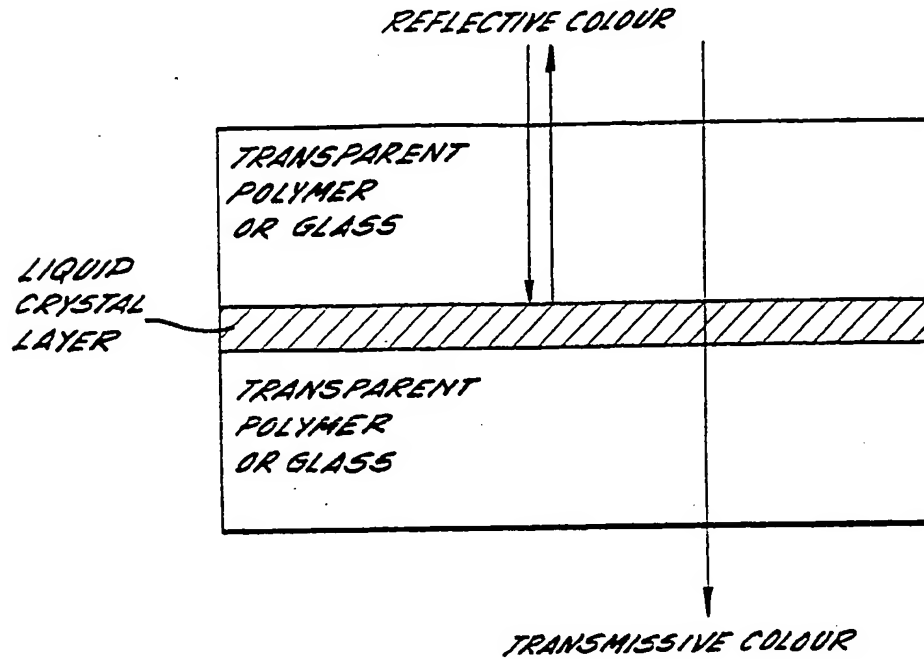 REFLECTIVE COLOUR
TRANSPARENT
POLYMER
OR GLASS
LIQUID
CRYSTAL
LAYER
TRANSPARENT
POLYMER
OR GLASS
TRANSMISSIVE COLOUR